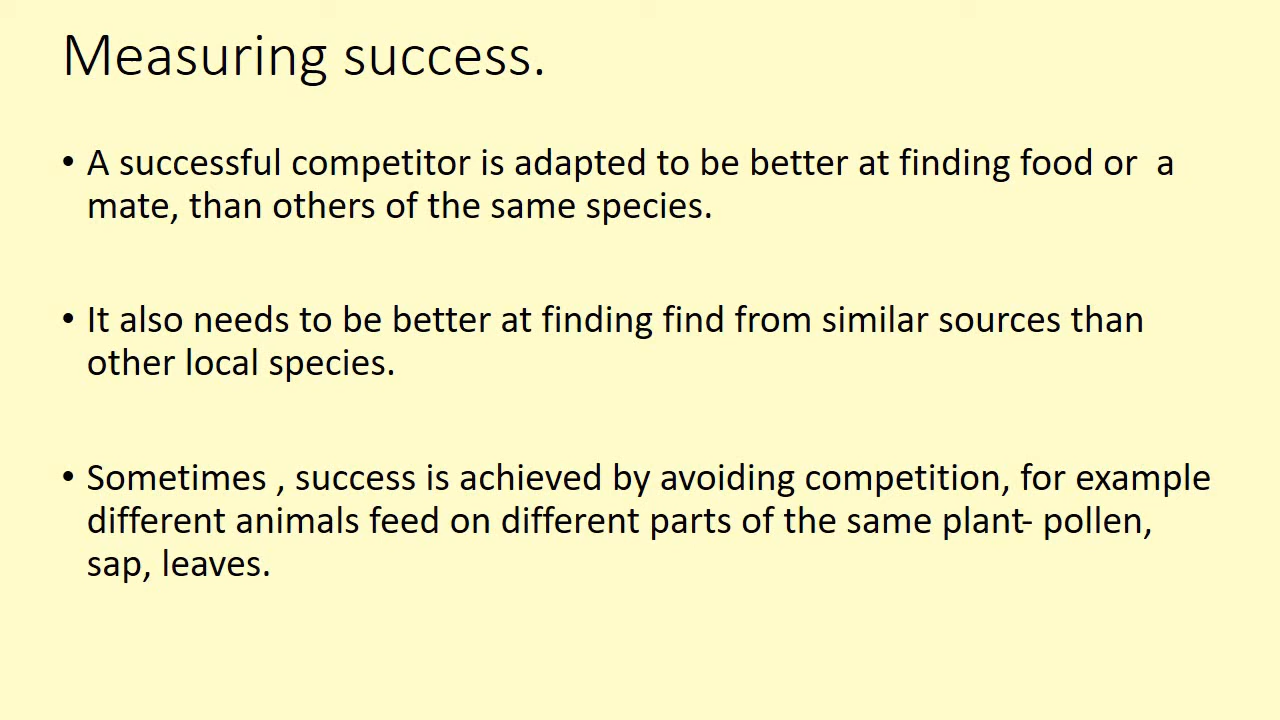 Measuring success.
• A successful competitor is adapted to be better at finding food or  a
mate, than others of the same species.
• It also needs to be better at finding find from similar sources than
other local species.
• Sometimes , success is achieved by avoiding competition, for example
different animals feed on different parts of the same plant- pollen,
sap, leaves.